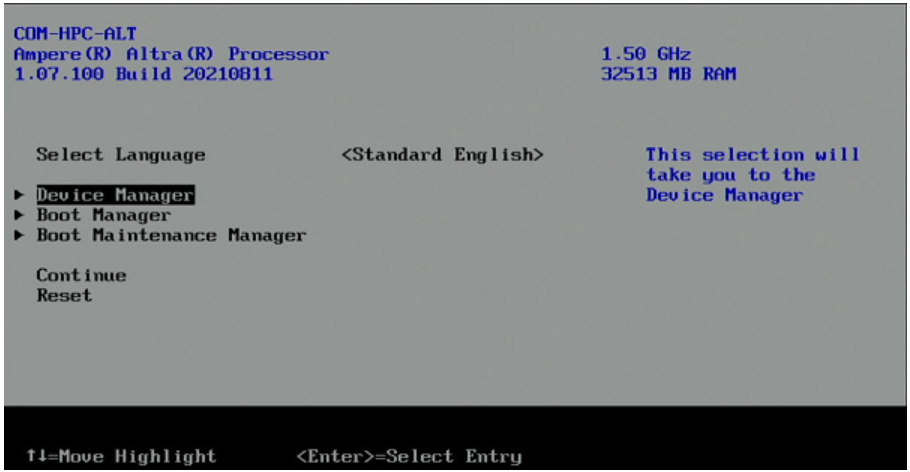 COM-HPC-ALT
Ampere(R) Altra(R) Processor 1.50 GHz
1.07.100 Build 20210811 32513 MB RAM
Select Language <Standard English> This selection will
take you to the
▶ Device Manager Device Manager
▶ Boot Manager
▶ Boot Maintenance Manager
Continue
Reset
↑↓=Move Highlight <Enter>=Select Entry